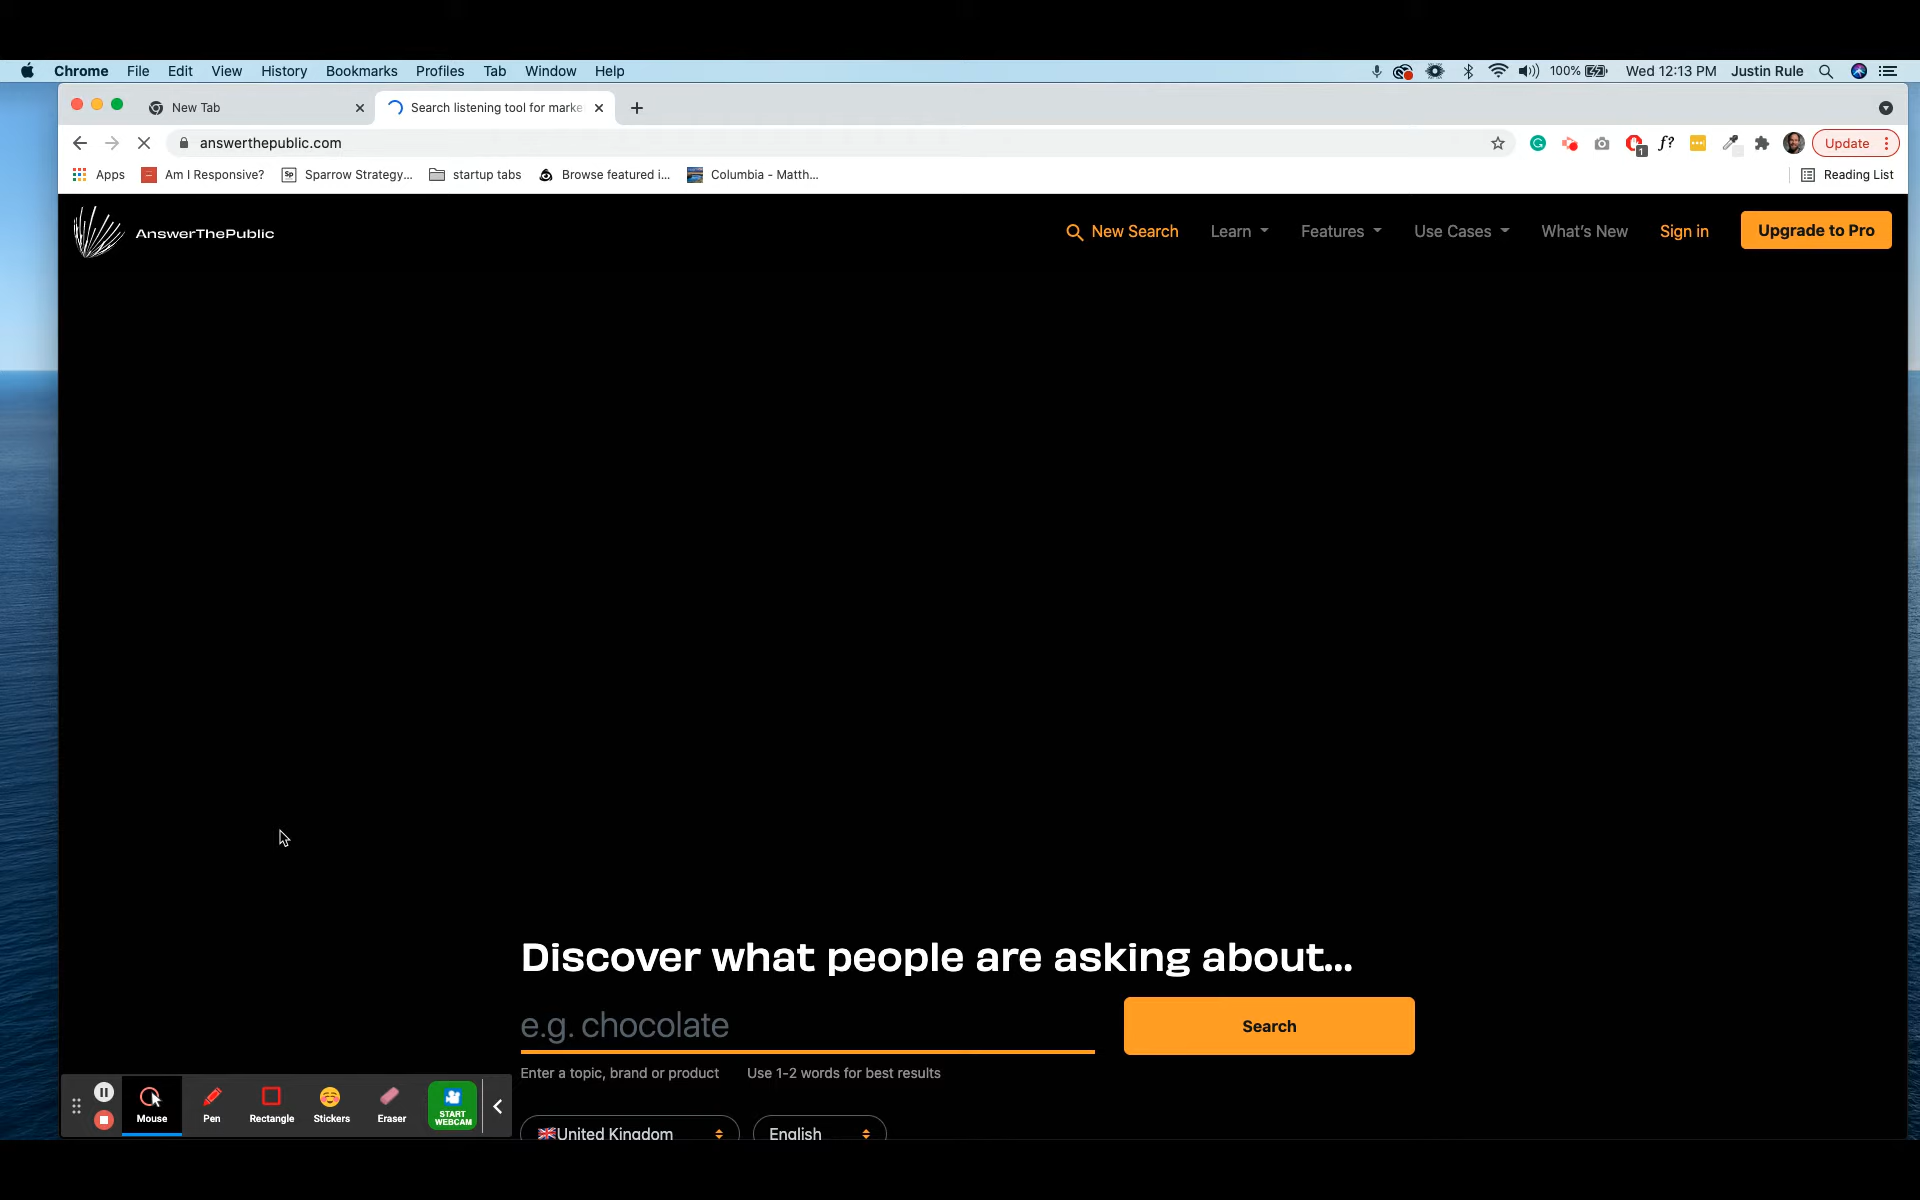 Chrome File Edit View History Bookmarks Profiles Tab Window Help 100% Wed 12:13 PM Justin Rule
New Tab Search listening tool for marke
answerthepublic.com 1 f? Update
Apps Am I Responsive? Sp Sparrow Strategy... startup tabs Browse featured i... Columbia - Matth... Reading List
AnswerThePublic New Search Learn Features Use Cases What's New Sign in Upgrade to Pro
Discover what people are asking about...
e.g. chocolate Search
Enter a topic, brand or product Use 1-2 words for best results
United Kingdom English
Mouse Pen Rectangle Stickers Eraser START WEBCAM